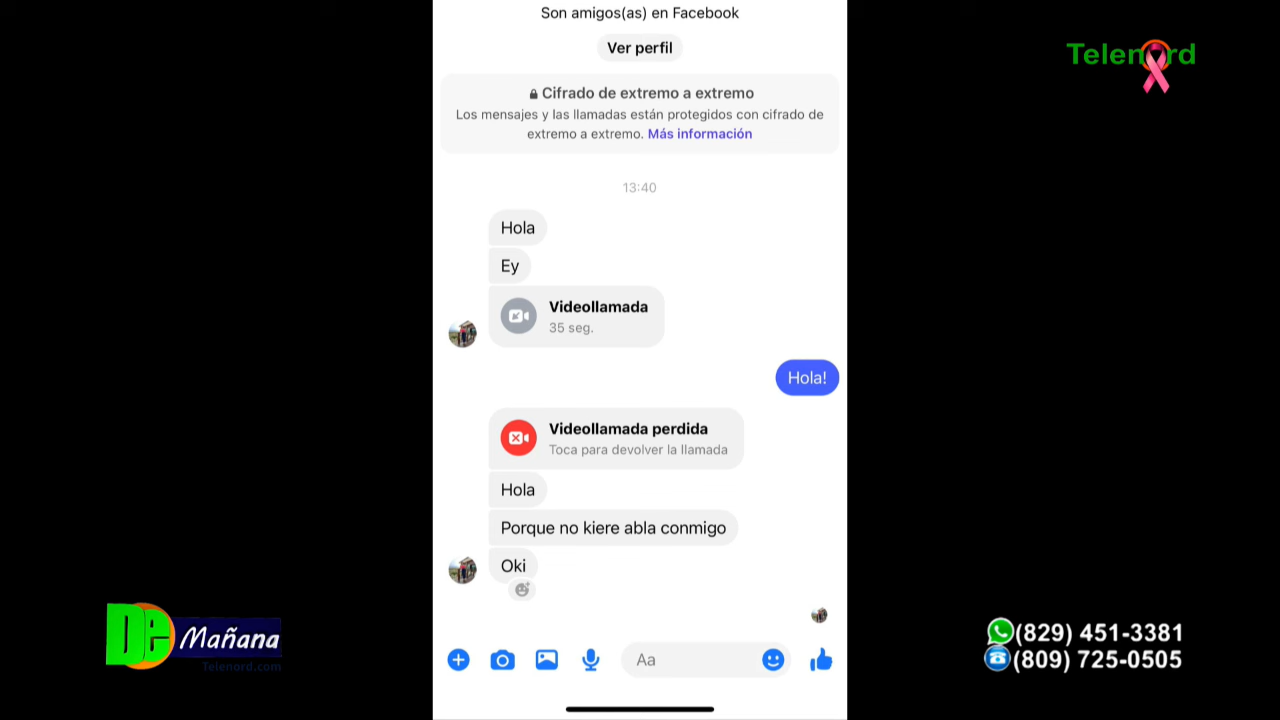 Son amigos(as) en Facebook
Ver perfil
Telenord
Cifrado de extremo a extremo
Los mensajes y las llamadas están protegidos con cifrado de
extremo a extremo. Más información
13:40
Hola
Ey
Videollamada
35 seg.
Hola!
Videollamada perdida
Toca para devolver la llamada
Hola
Porque no kiere abla conmigo
Oki
Aa
De Mañana
Telenord.com
(829) 451-3381
(809) 725-0505